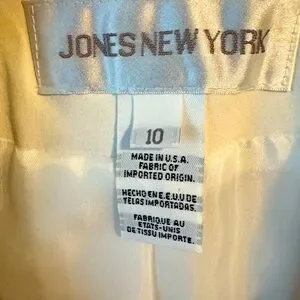 JONES NEW YORK
10
MADE IN U.S.A.
FABRIC OF
IMPORTED ORIGIN.
HECHO EN E.E.U.U DE
TELAS IMPORTADAS.
FABRIQUE AU
ETATS-UNIS
DE TISSU IMPORTE.